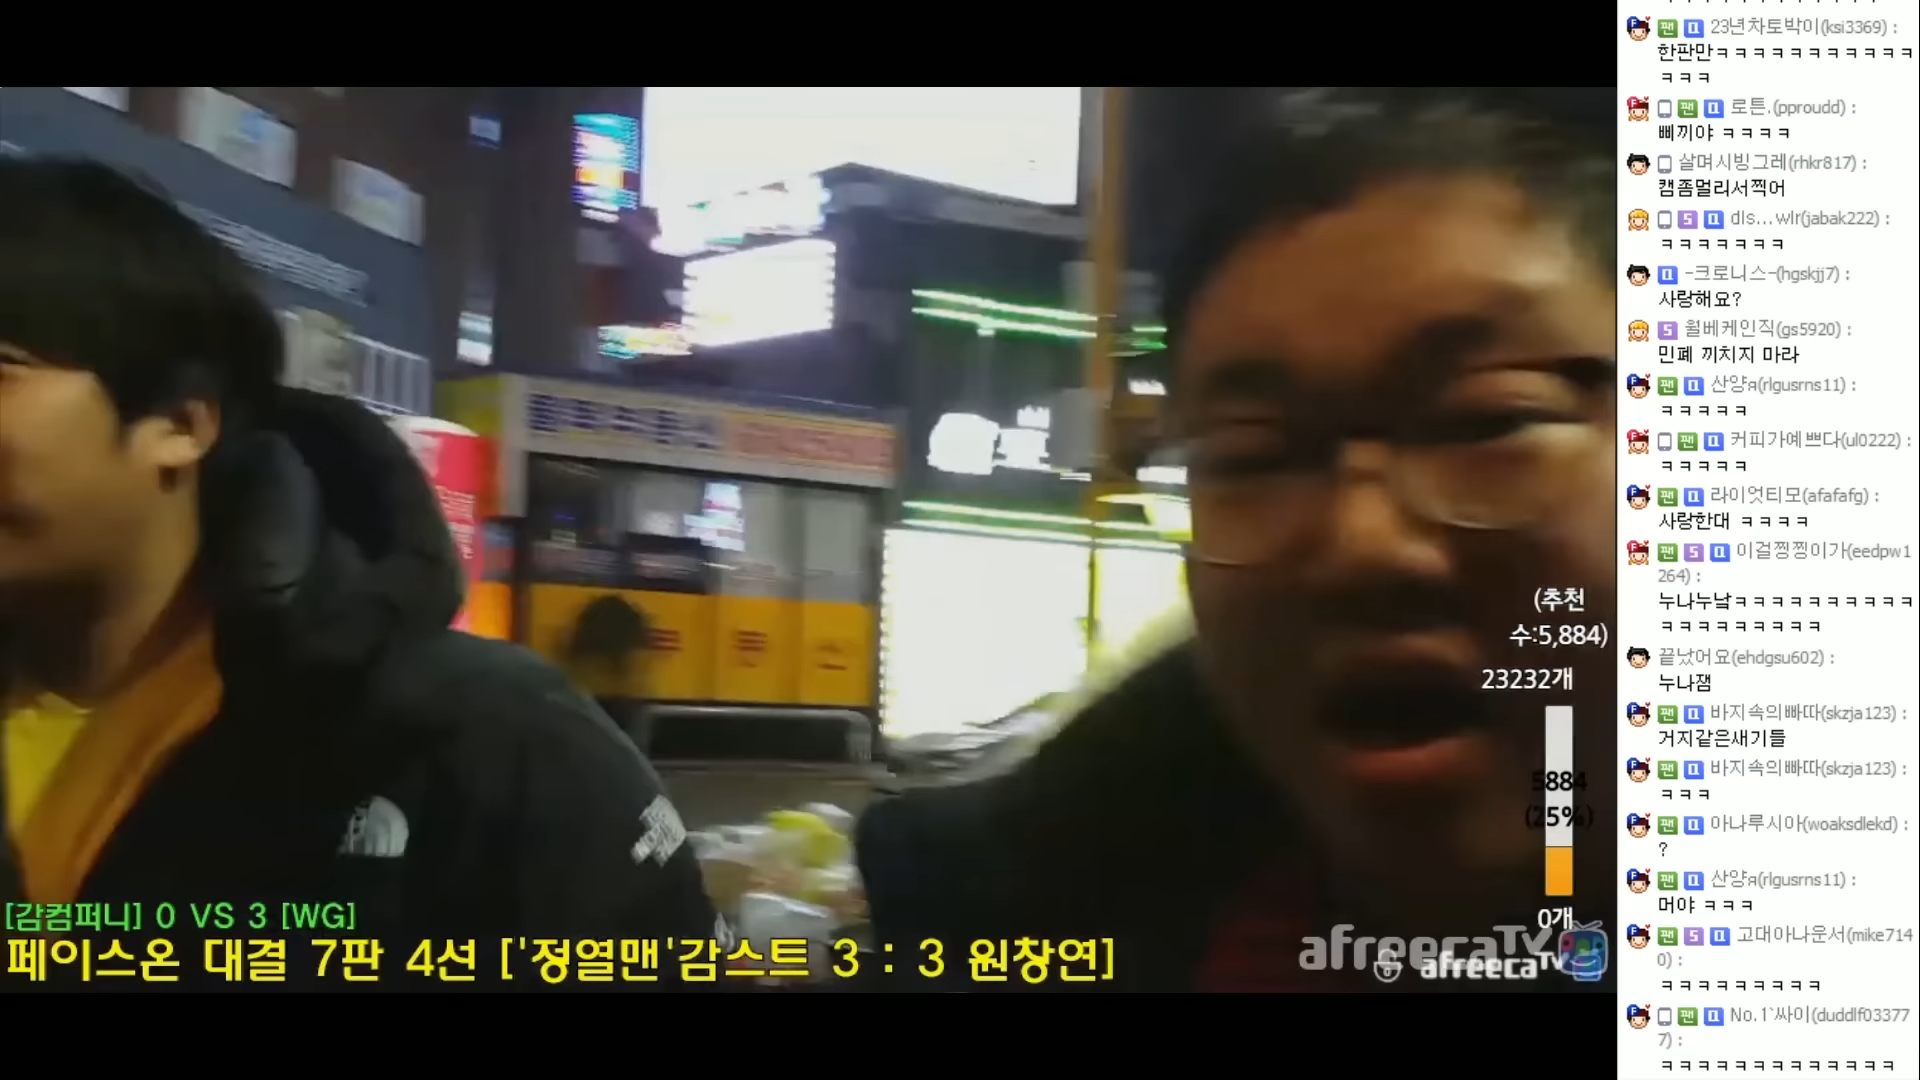 (추천
수:5,884)
23232개
5884
(25%)
0개
[감컴퍼니] 0 VS 3 [WG]
페이스온 대결 7판 4선 ['정열맨'감스트 3 : 3 원창연]
afreecaTV
afreecaTV
23년차토박이(ksi3369) :
한판만ㅋㅋㅋㅋㅋㅋㅋㅋㅋㅋㅋ
ㅋㅋㅋ
로튼.(pproudd) :
삐끼야 ㅋㅋㅋㅋ
살며시빙그레(rhkr817) :
캠좀멀리서찍어
dls...wlr(jabak222) :
ㅋㅋㅋㅋㅋㅋㅋ
-크로니스-(hgskjj7) :
사랑해요?
월베케인직(gs5920) :
민폐 끼치지 마라
산양я(rlgusrns11) :
ㅋㅋㅋㅋㅋ
커피가예쁘다(ul0222) :
ㅋㅋㅋㅋㅋ
라이엇티모(afafafg) :
사랑한대 ㅋㅋㅋㅋ
이걸찡찡이가(eedpw1
264) :
누나누낰ㅋㅋㅋㅋㅋㅋㅋㅋㅋㅋ
ㅋㅋㅋㅋㅋㅋㅋㅋㅋ
끝났어요(ehdgsu602) :
누나잼
바지속의빠따(skzja123) :
거지같은새기들
바지속의빠따(skzja123) :
ㅋㅋㅋ
아나루시아(woaksdlekd) :
?
산양я(rlgusrns11) :
머야 ㅋㅋㅋ
고대아나운서(mike714
0) :
ㅋㅋㅋㅋㅋㅋㅋㅋㅋ
No.1`싸이(duddlf03377
7) :
ㅋㅋㅋㅋㅋㅋㅋㅋㅋㅋㅋㅋㅋ